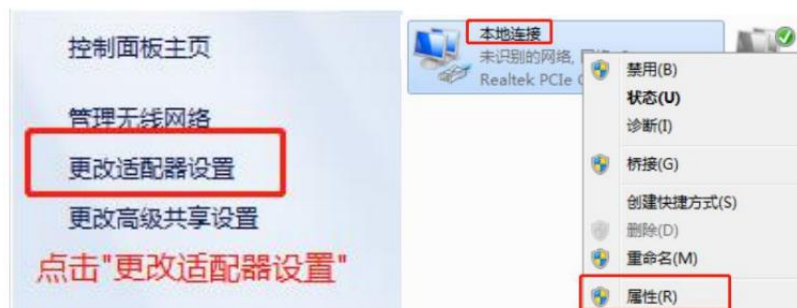 控制面板主页
管理无线网络
更改适配器设置
更改高级共享设置
点击"更改适配器设置"
本地连接
未识别的网络,
Realtek PCIe
禁用(B)
状态(U)
诊断(I)
桥接(G)
创建快捷方式(S)
删除(D)
重命名(M)
属性(R)